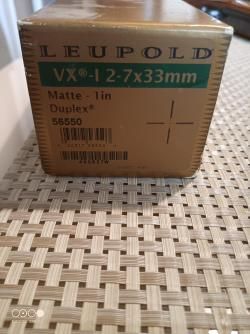 LEUPOLD
VX®-I 2-7x33mm
Matte - 1in
Duplex®
56550